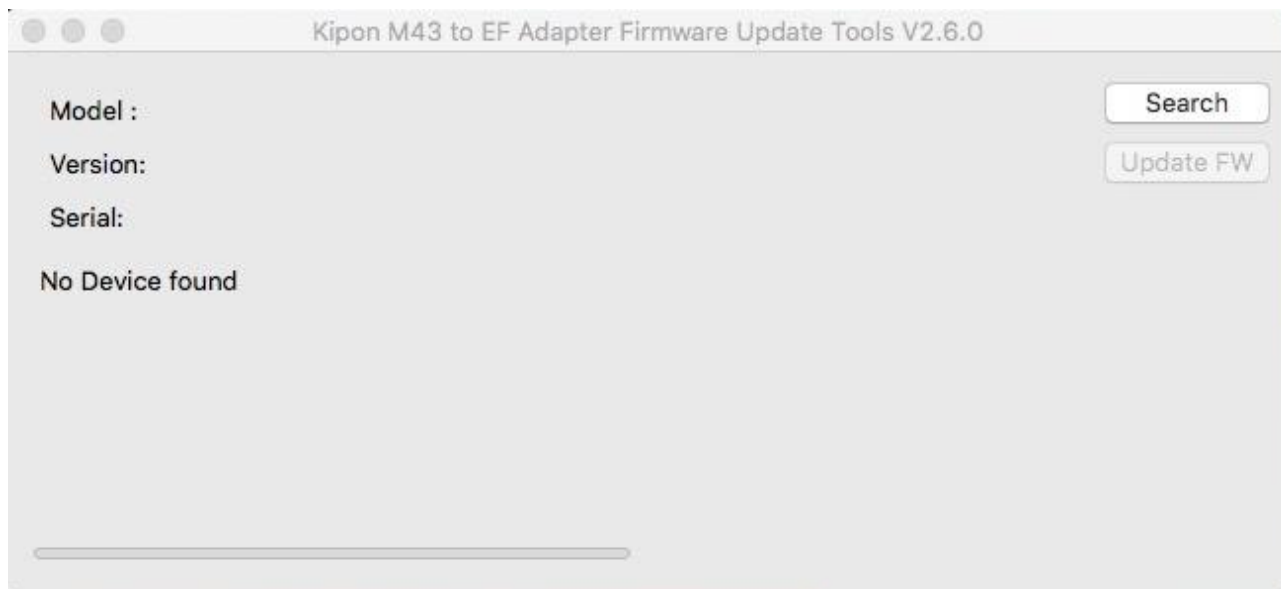 Kipon M43 to EF Adapter Firmware Update Tools V2.6.0
Model :
Search
Version:
Update FW
Serial:
No Device found